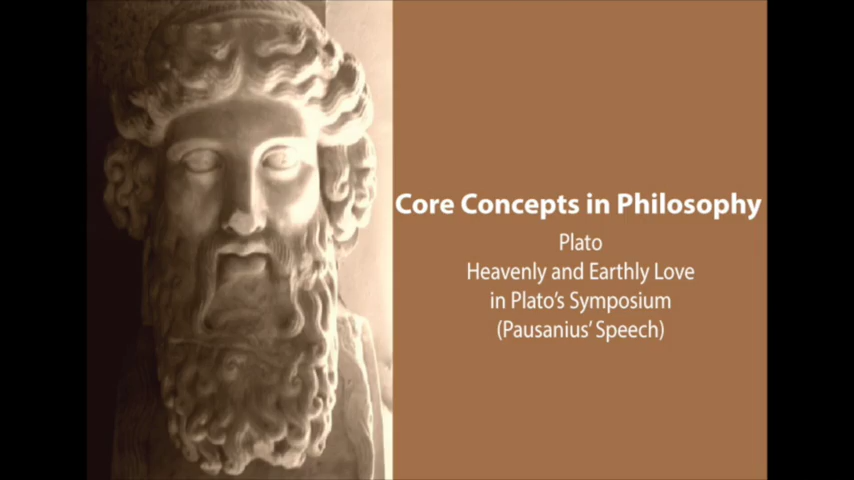 Core Concepts in Philosophy
Plato
Heavenly and Earthly Love
in Plato's Symposium
(Pausanius' Speech)